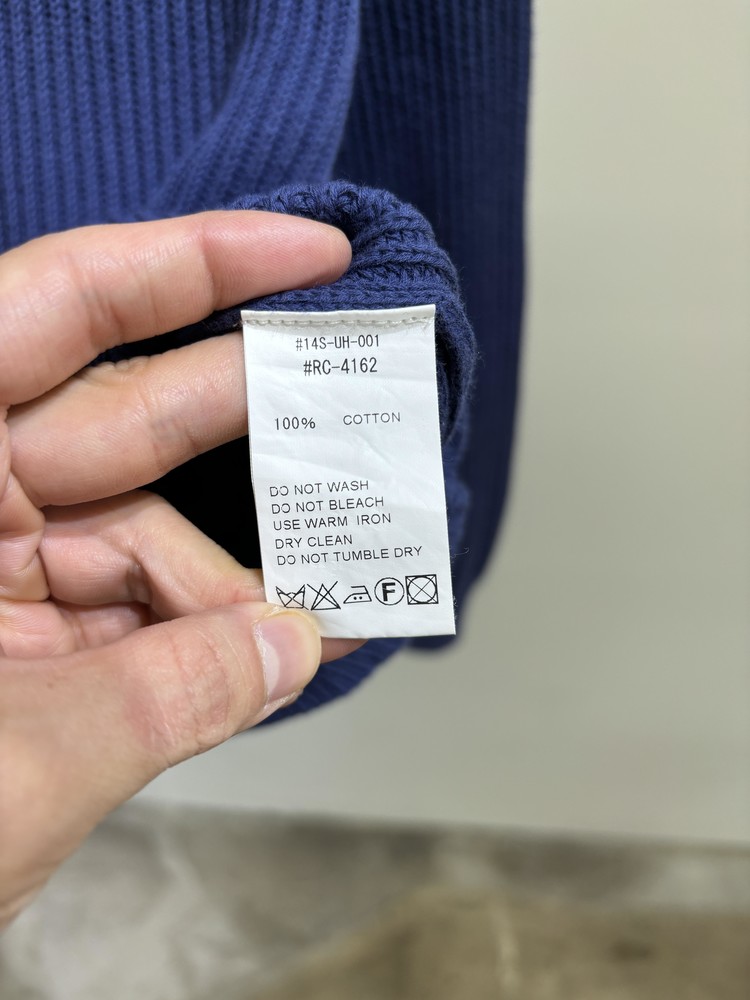 #14S-UH-001
#RC-4162
100% COTTON
DO NOT WASH
DO NOT BLEACH
USE WARM IRON
DRY CLEAN
DO NOT TUMBLE DRY
F